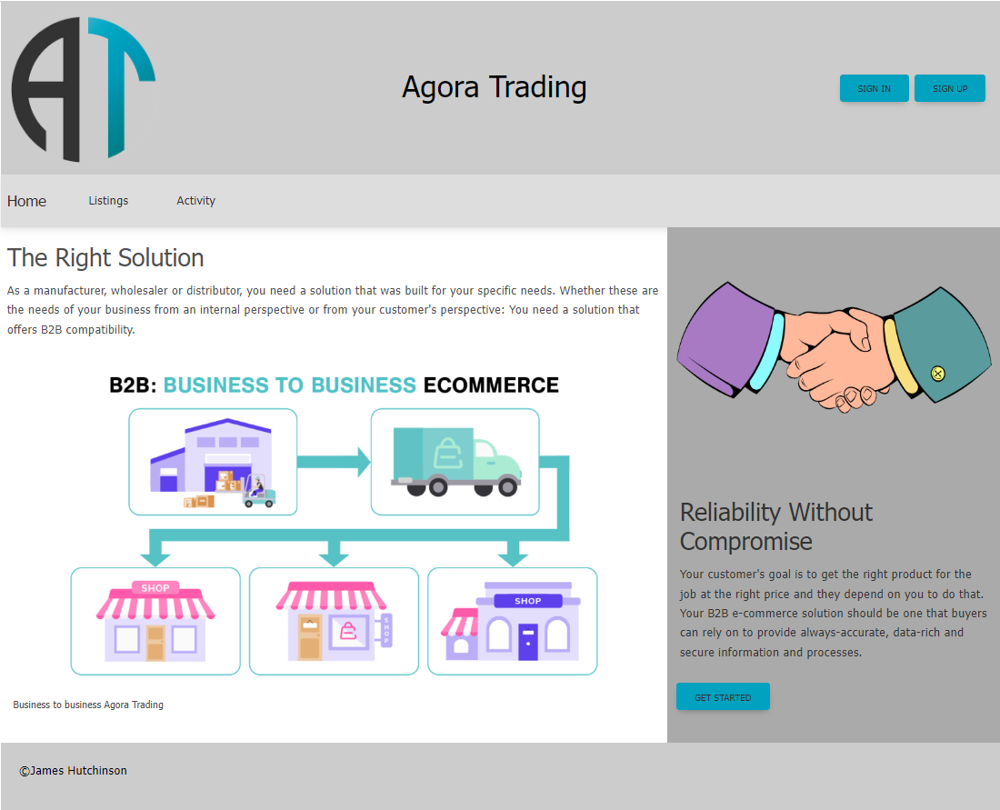 AT
Agora Trading
SIGN IN
SIGN UP
Home
Listings
Activity
The Right Solution
As a manufacturer, wholesaler or distributor, you need a solution that was built for your specific needs. Whether these are
the needs of your business from an internal perspective or from your customer's perspective: You need a solution that
offers B2B compatibility.
B2B: BUSINESS TO BUSINESS ECOMMERCE
SHOP
SHOP
SHOP
Business to business Agora Trading
Reliability Without
Compromise
Your customer's goal is to get the right product for the
job at the right price and they depend on you to do that.
Your B2B e-commerce solution should be one that buyers
can rely on to provide always-accurate, data-rich and
secure information and processes.
GET STARTED
©James Hutchinson